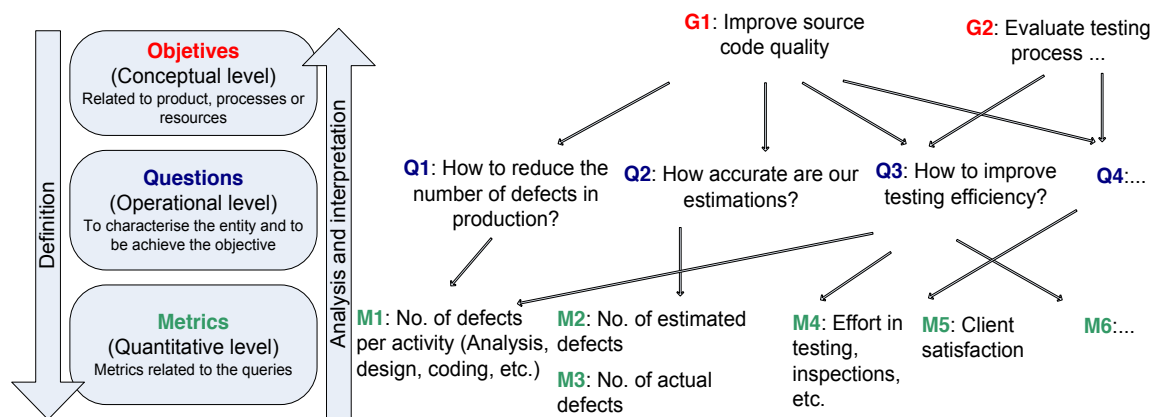 Definition
Objetives
(Conceptual level)
Related to product, processes or
resources
Questions
(Operational level)
To characterise the entity and to
be achieve the objective
Metrics
(Quantitative level)
Metrics related to the queries
Analysis and interpretation
G1: Improve source
code quality
G2: Evaluate testing
process ...
Q1: How to reduce the
number of defects in
production?
Q2: How accurate are our
estimations?
Q3: How to improve
testing efficiency?
Q4:...
M1: No. of defects
per activity (Analysis,
design, coding, etc.)
M2: No. of estimated
defects
M3: No. of actual
defects
M4: Effort in
testing,
inspections,
etc.
M5: Client
satisfaction
M6:...